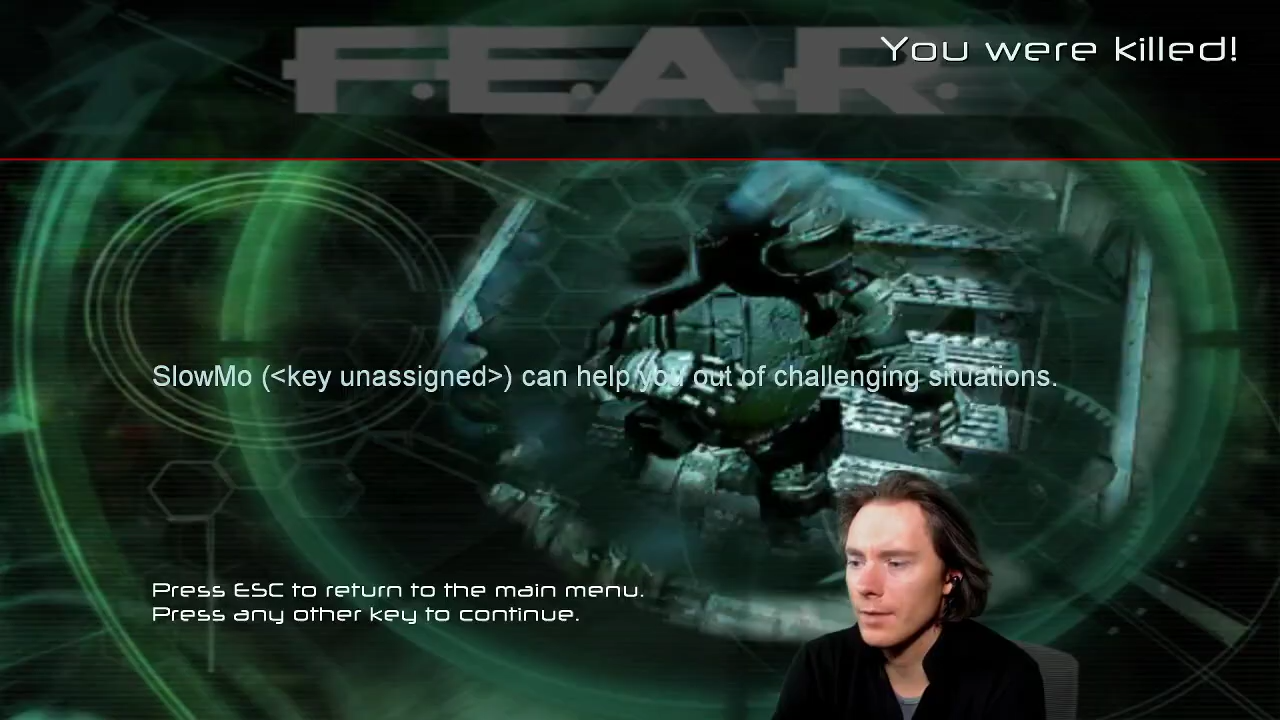 F.E.A.R.
You were killed!
SlowMo (<key unassigned>) can help you out of challenging situations.
Press ESC to return to the main menu.
Press any other key to continue.